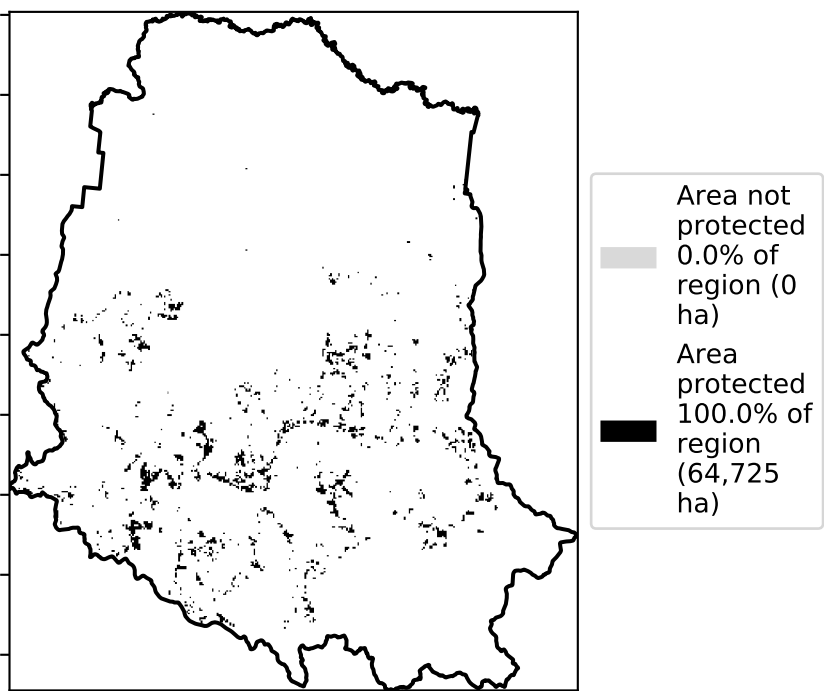 Area not
protected
0.0% of
region (0
ha)
Area
protected
100.0% of
region
(64,725
ha)